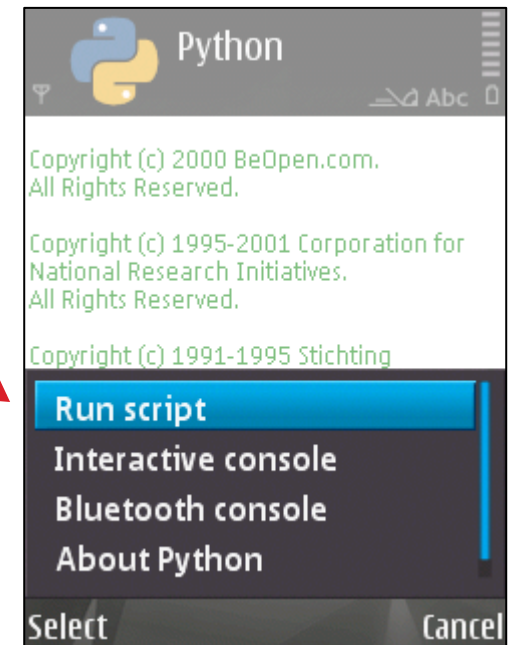 Python
Abc
Copyright (c) 2000 BeOpen.com.
All Rights Reserved.
Copyright (c) 1995-2001 Corporation for
National Research Initiatives.
All Rights Reserved.
Copyright (c) 1991-1995 Stichting
Run script
Interactive console
Bluetooth console
About Python
Select Cancel